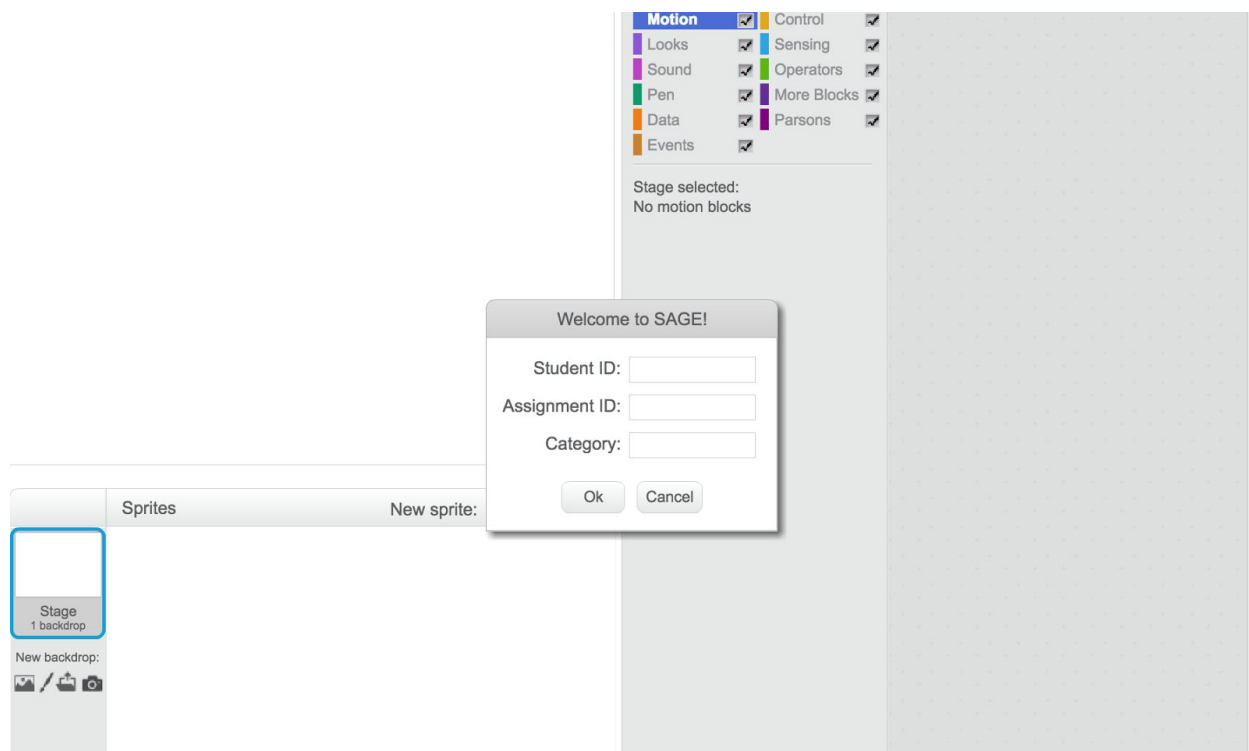 Motion Control
Looks Sensing
Sound Operators
Pen More Blocks
Data Parsons
Events
Stage selected:
No motion blocks
Welcome to SAGE!
Student ID:
Assignment ID:
Category:
Ok Cancel
Sprites New sprite:
Stage
1 backdrop
New backdrop: